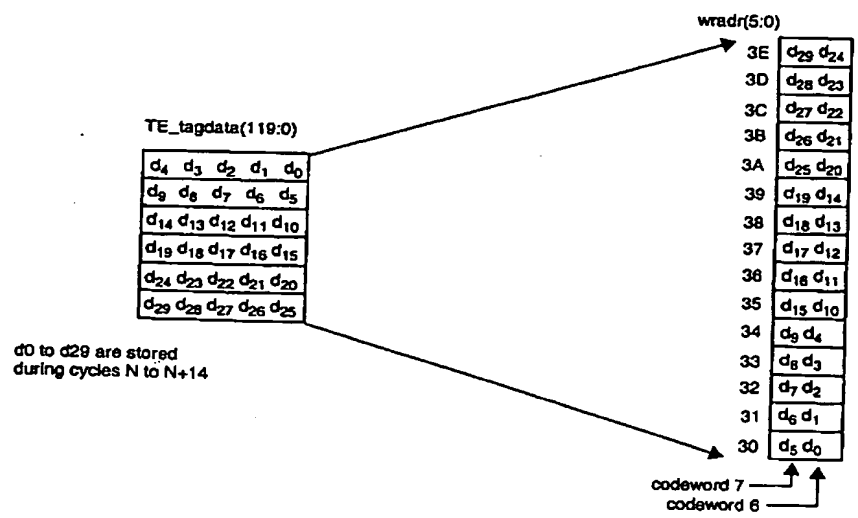 wradr(5:0)
3E d29 d24
3D d28 d23
3C d27 d22
3B d26 d21
3A d25 d20
39 d19 d14
38 d18 d13
37 d17 d12
36 d16 d11
35 d15 d10
34 d9 d4
33 d8 d3
32 d7 d2
31 d6 d1
30 d5 d0
codeword 7
codeword 6
TE_tagdata(119:0)
d4 d3 d2 d1 d0
d9 d8 d7 d6 d5
d14 d13 d12 d11 d10
d19 d18 d17 d16 d15
d24 d23 d22 d21 d20
d29 d28 d27 d26 d25
d0 to d29 are stored
during cycles N to N+14